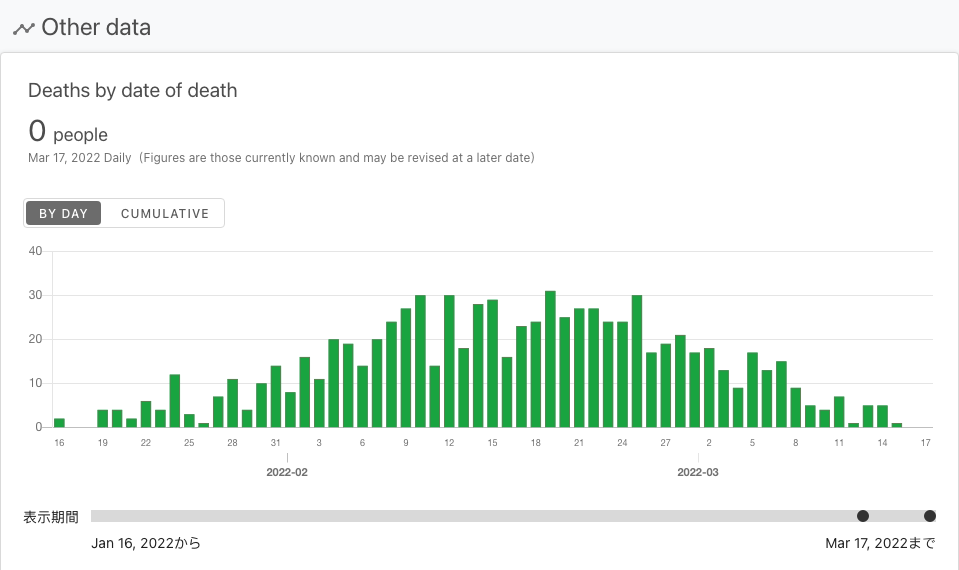 Other data
Deaths by date of death
0 people
Mar 17, 2022 Daily (Figures are those currently known and may be revised at a later date)
BY DAY CUMULATIVE
40
30
20
10
0
16 19 22 25 28 31 3 6 9 12 15 18 21 24 27 2 5 8 11 14 17
2022-02 2022-03
表示期間
Jan 16, 2022から Mar 17, 2022まで